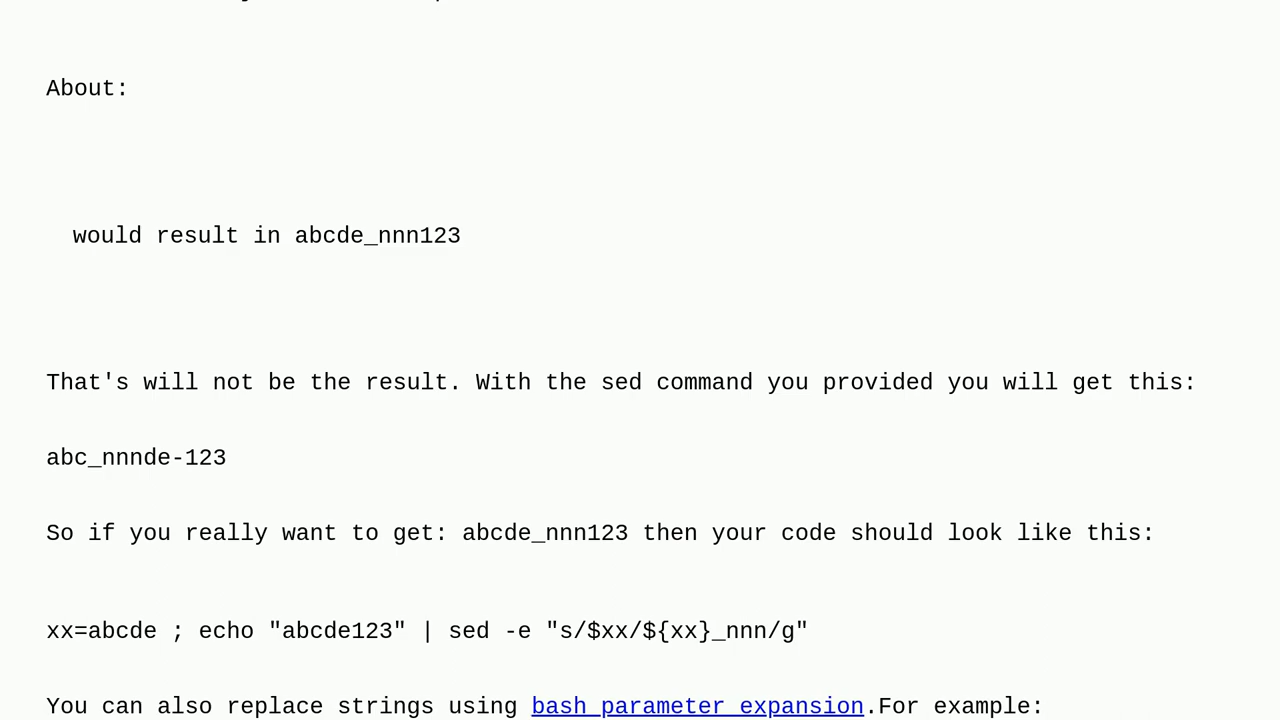 About:
would result in abcde_nnn123
That's will not be the result. With the sed command you provided you will get this:
abc_nnnde-123
So if you really want to get: abcde_nnn123 then your code should look like this:
xx=abcde ; echo "abcde123" | sed -e "s/$xx/${xx}_nnn/g"
You can also replace strings using bash parameter expansion.For example: